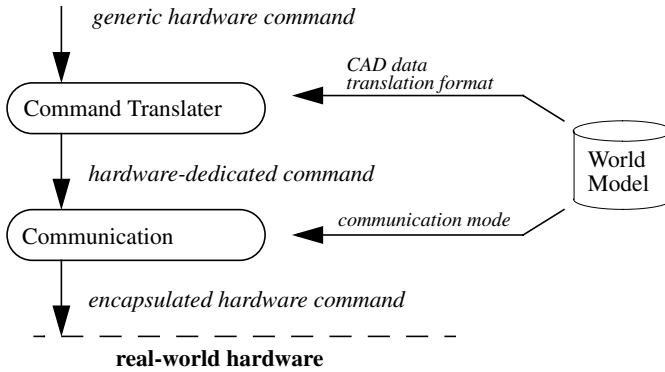 generic hardware command
CAD data
translation format
Command Translater
World
Model
hardware-dedicated command
communication mode
Communication
encapsulated hardware command
real-world hardware